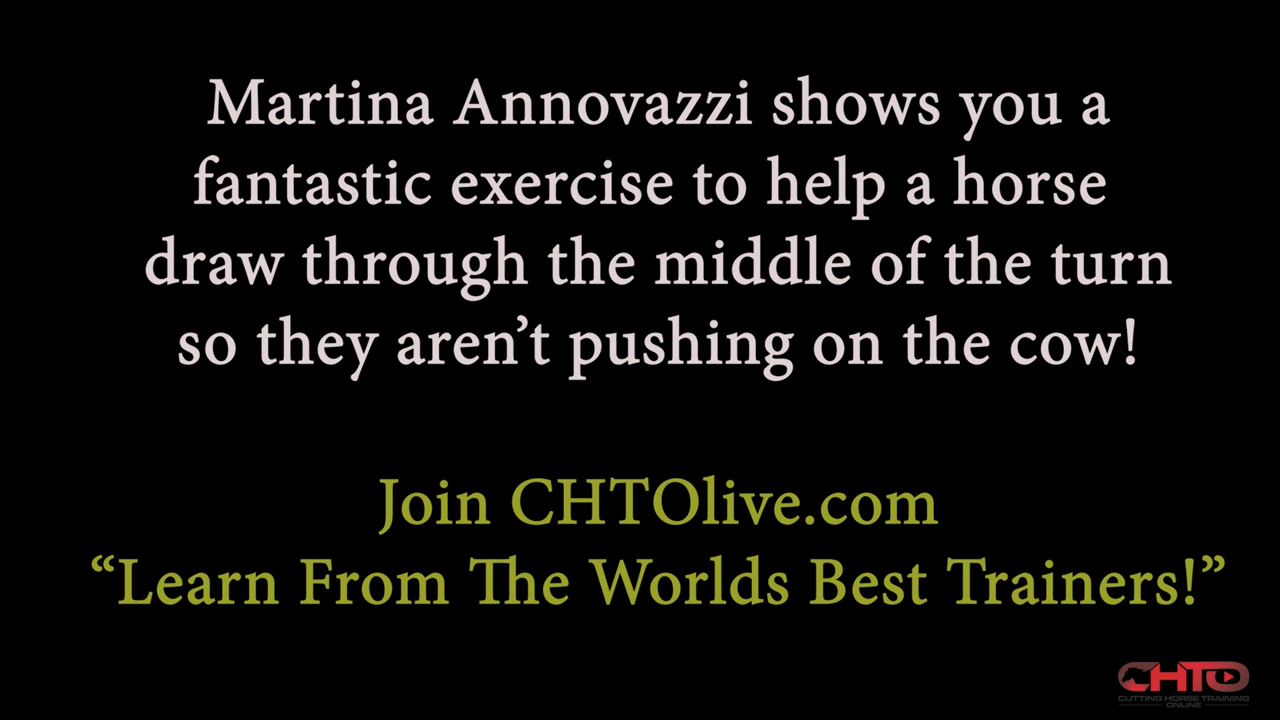 Martina Annovazzi shows you a
fantastic exercise to help a horse
draw through the middle of the turn
so they aren’t pushing on the cow!
Join CHTOlive.com
“Learn From The Worlds Best Trainers!”
CHTO
CUTTING HORSE TRAINING
ONLINE